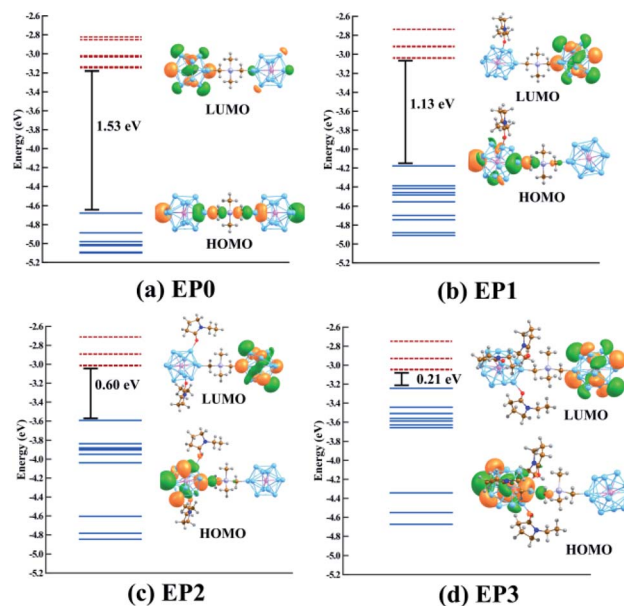 Energy (eV)
-2.6
-2.8
-3.0
-3.2
-3.4
-3.6
-3.8
-4.0
-4.2
-4.4
-4.6
-4.8
-5.0
-5.2
1.53 eV
LUMO
HOMO
(a) EP0
Energy (eV)
-2.6
-2.8
-3.0
-3.2
-3.4
-3.6
-3.8
-4.0
-4.2
-4.4
-4.6
-4.8
-5.0
-5.2
1.13 eV
LUMO
HOMO
(b) EP1
Energy (eV)
-2.6
-2.8
-3.0
-3.2
-3.4
-3.6
-3.8
-4.0
-4.2
-4.4
-4.6
-4.8
-5.0
-5.2
0.60 eV
LUMO
HOMO
(c) EP2
Energy (eV)
-2.6
-2.8
-3.0
-3.2
-3.4
-3.6
-3.8
-4.0
-4.2
-4.4
-4.6
-4.8
-5.0
-5.2
0.21 eV
LUMO
HOMO
(d) EP3